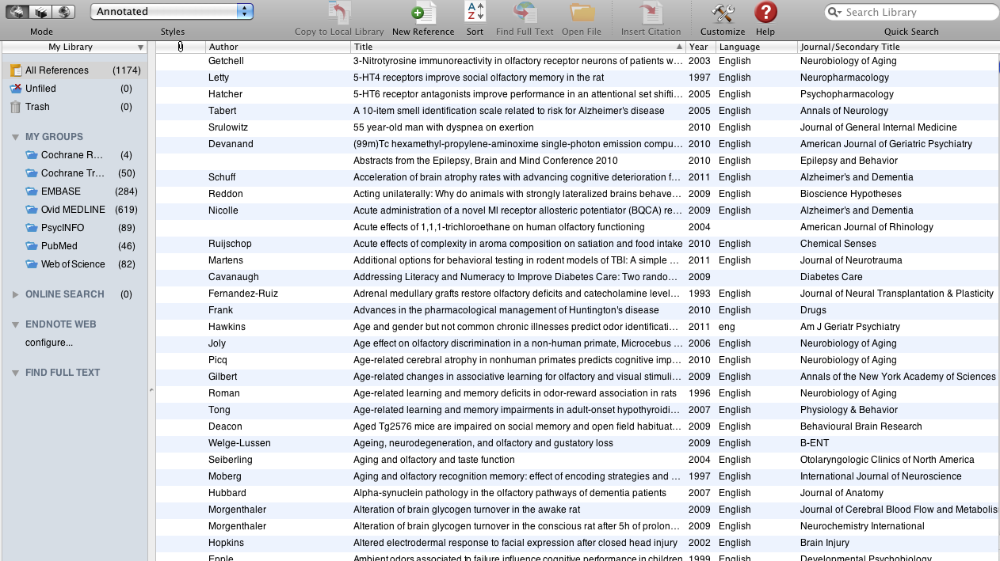 Annotated
Search Library
Mode Styles Copy to Local Library New Reference Sort Find Full Text Open File Insert Citation Customize Help Quick Search
My Library
All References (1174)
Unfiled (0)
Trash (0)
MY GROUPS
Cochrane R... (4)
Cochrane Tr... (50)
EMBASE (284)
Ovid MEDLINE (619)
PsycINFO (89)
PubMed (46)
Web of Science (82)
ONLINE SEARCH (0)
ENDNOTE WEB
configure...
FIND FULL TEXT
Author Title Year Language Journal/Secondary Title
Getchell 3-Nitrotyrosine immunoreactivity in olfactory receptor neurons of patients w... 2003 English Neurobiology of Aging
Letty 5-HT4 receptors improve social olfactory memory in the rat 1997 English Neuropharmacology
Hatcher 5-HT6 receptor antagonists improve performance in an attentional set shifti... 2005 English Psychopharmacology
Tabert A 10-item smell identification scale related to risk for Alzheimer's disease 2005 English Annals of Neurology
Srulowitz 55 year-old man with dyspnea on exertion 2010 English Journal of General Internal Medicine
Devanand (99m)Tc hexamethyl-propylene-aminoxime single-photon emission compu... 2010 English American Journal of Geriatric Psychiatry
Abstracts from the Epilepsy, Brain and Mind Conference 2010 2010 English Epilepsy and Behavior
Schuff Acceleration of brain atrophy rates with advancing cognitive deterioration f... 2011 English Alzheimer's and Dementia
Reddon Acting unilaterally: Why do animals with strongly lateralized brains behave... 2009 English Bioscience Hypotheses
Nicolle Acute administration of a novel MI receptor allosteric potentiator (BQCA) re... 2009 English Alzheimer's and Dementia
Acute effects of 1,1,1-trichloroethane on human olfactory functioning 2004 American Journal of Rhinology
Ruijschop Acute effects of complexity in aroma composition on satiation and food intake 2010 English Chemical Senses
Martens Additional options for behavioral testing in rodent models of TBI: A simple ... 2011 English Journal of Neurotrauma
Cavanaugh Addressing Literacy and Numeracy to Improve Diabetes Care: Two rando... 2009 Diabetes Care
Fernandez-Ruiz Adrenal medullary grafts restore olfactory deficits and catecholamine level... 1993 English Journal of Neural Transplantation & Plasticity
Frank Advances in the pharmacological management of Huntington's disease 2010 English Drugs
Hawkins Age and gender but not common chronic illnesses predict odor identificati... 2011 eng Am J Geriatr Psychiatry
Joly Age effect on olfactory discrimination in a non-human primate, Microcebus ... 2006 English Neurobiology of Aging
Picq Age-related cerebral atrophy in nonhuman primates predicts cognitive imp... 2010 English Neurobiology of Aging
Gilbert Age-related changes in associative learning for olfactory and visual stimuli... 2009 English Annals of the New York Academy of Sciences
Roman Age-related learning and memory deficits in odor-reward association in rats 1996 English Neurobiology of Aging
Tong Age-related learning and memory impairments in adult-onset hypothyroidi... 2007 English Physiology & Behavior
Deacon Aged Tg2576 mice are impaired on social memory and open field habituat... 2009 English Behavioural Brain Research
Welge-Lussen Ageing, neurodegeneration, and olfactory and gustatory loss 2009 English B-ENT
Seiberling Aging and olfactory and taste function 2004 English Otolaryngologic Clinics of North America
Moberg Aging and olfactory recognition memory: effect of encoding strategies and ... 1997 English International Journal of Neuroscience
Hubbard Alpha-synuclein pathology in the olfactory pathways of dementia patients 2007 English Journal of Anatomy
Morgenthaler Alteration of brain glycogen turnover in the awake rat 2009 English Journal of Cerebral Blood Flow and Metabolis
Morgenthaler Alteration of brain glycogen turnover in the conscious rat after 5h of prolon... 2009 English Neurochemistry International
Hopkins Altered electrodermal response to facial expression after closed head injury 2002 English Brain Injury
Epple Ambient odors associated to failure influence cognitive performance in children 1999 English Developmental Psychobiology